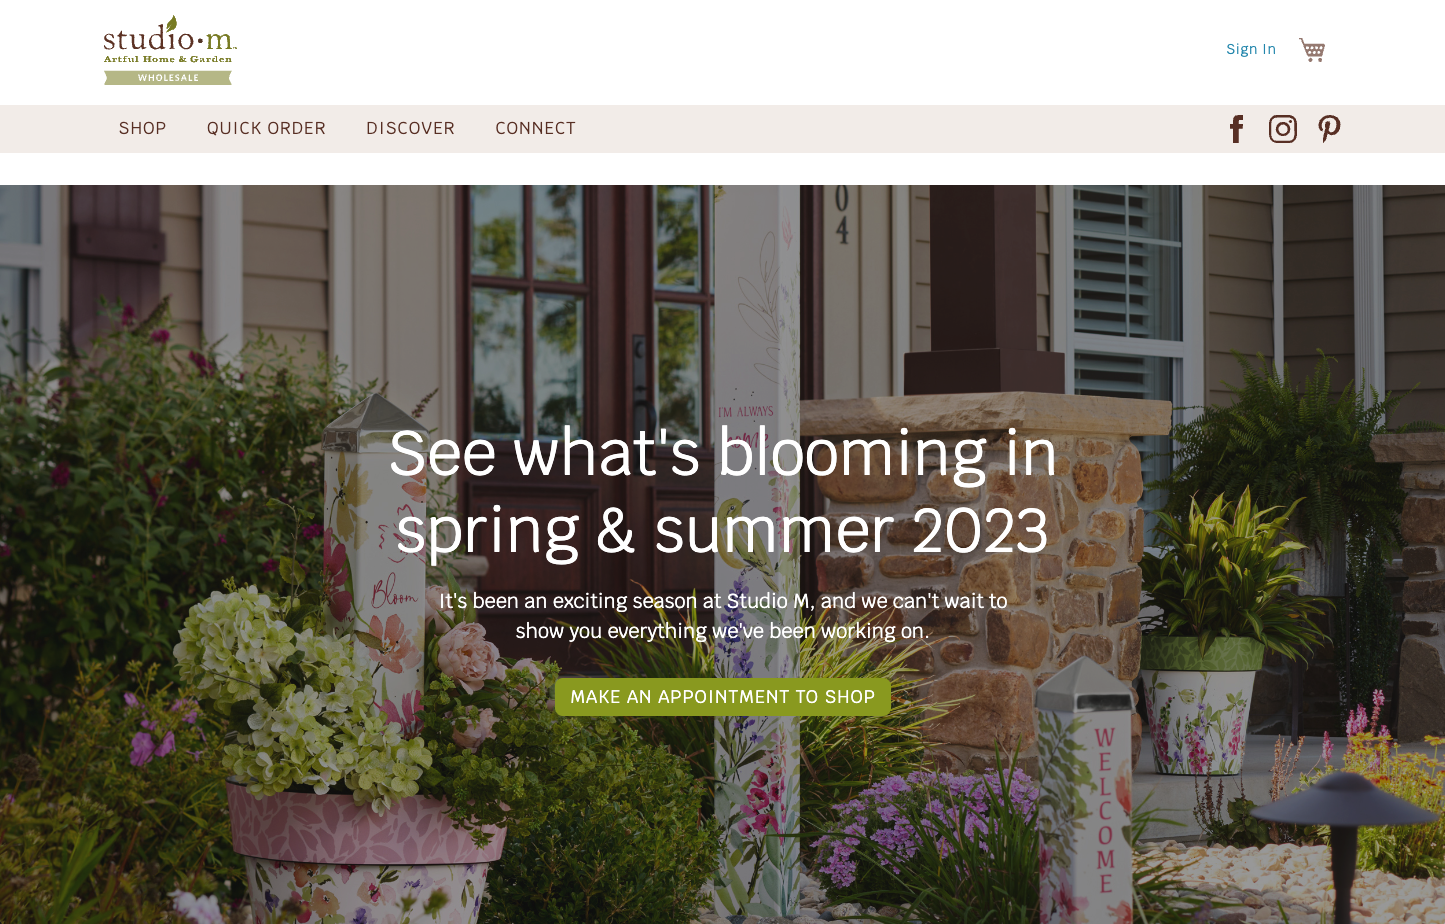 studio·m™
Artful Home & Garden
WHOLESALE
Sign In
SHOP QUICK ORDER DISCOVER CONNECT
04
I'M ALWAYS
See what's blooming in
spring & summer 2023
Bloom
It's been an exciting season at Studio M, and we can't wait to
show you everything we've been working on.
MAKE AN APPOINTMENT TO SHOP
WELCOME